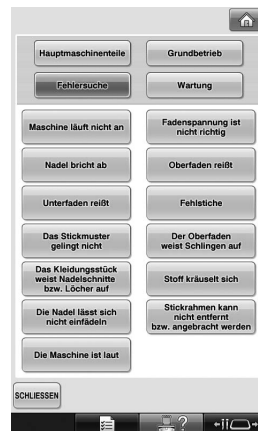 Hauptmaschinenteile
Grundbetrieb
Fehlersuche
Wartung
Maschine läuft nicht an
Fadenspannung ist
nicht richtig
Nadel bricht ab
Oberfaden reißt
Unterfaden reißt
Fehlstiche
Das Stickmuster
gelingt nicht
Der Oberfaden
weist Schlingen auf
Das Kleidungsstück
weist Nadelschnitte
bzw. Löcher auf
Stoff kräuselt sich
Die Nadel lässt sich
nicht einfädeln
Stickrahmen kann
nicht entfernt
bzw. angebracht werden
Die Maschine ist laut
SCHLIESSEN
?